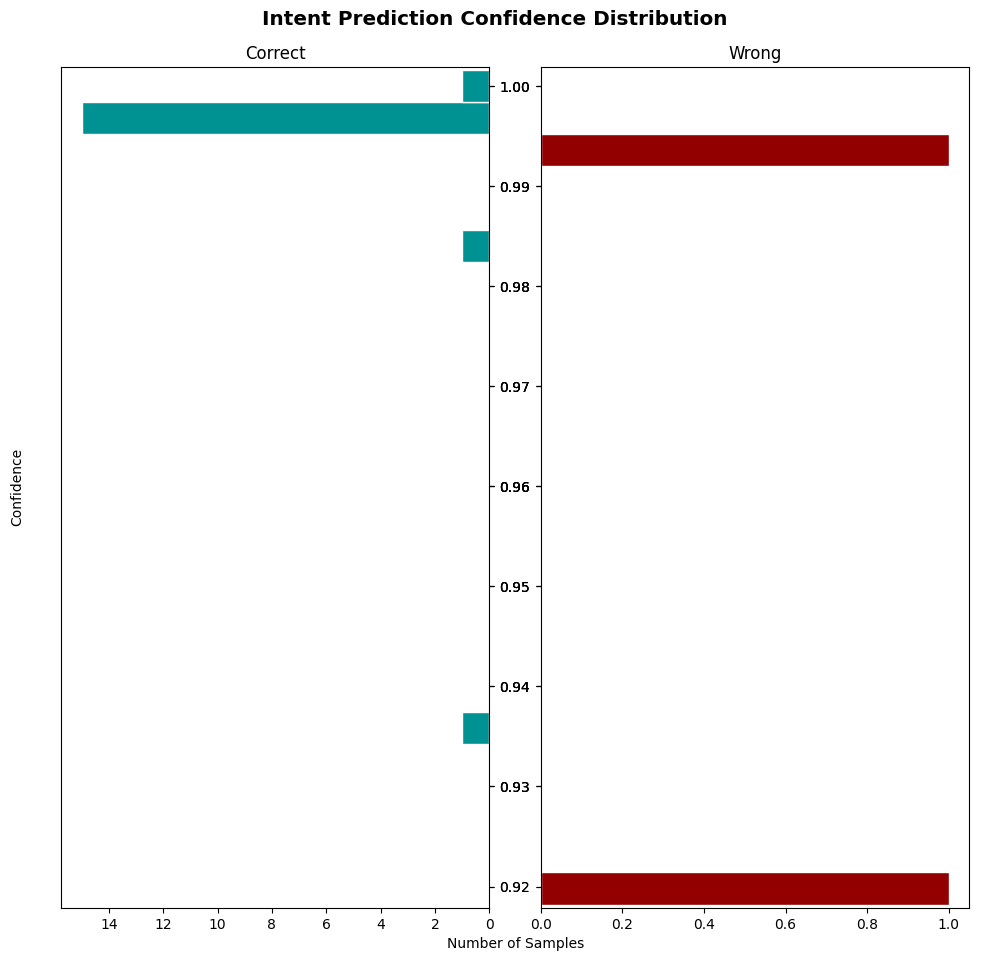 Intent Prediction Confidence Distribution
Correct
Wrong
Confidence
1.00
0.99
0.98
0.97
0.96
0.95
0.94
0.93
0.92
14 12 10 8 6 4 2 0
0.0 0.2 0.4 0.6 0.8 1.0
Number of Samples